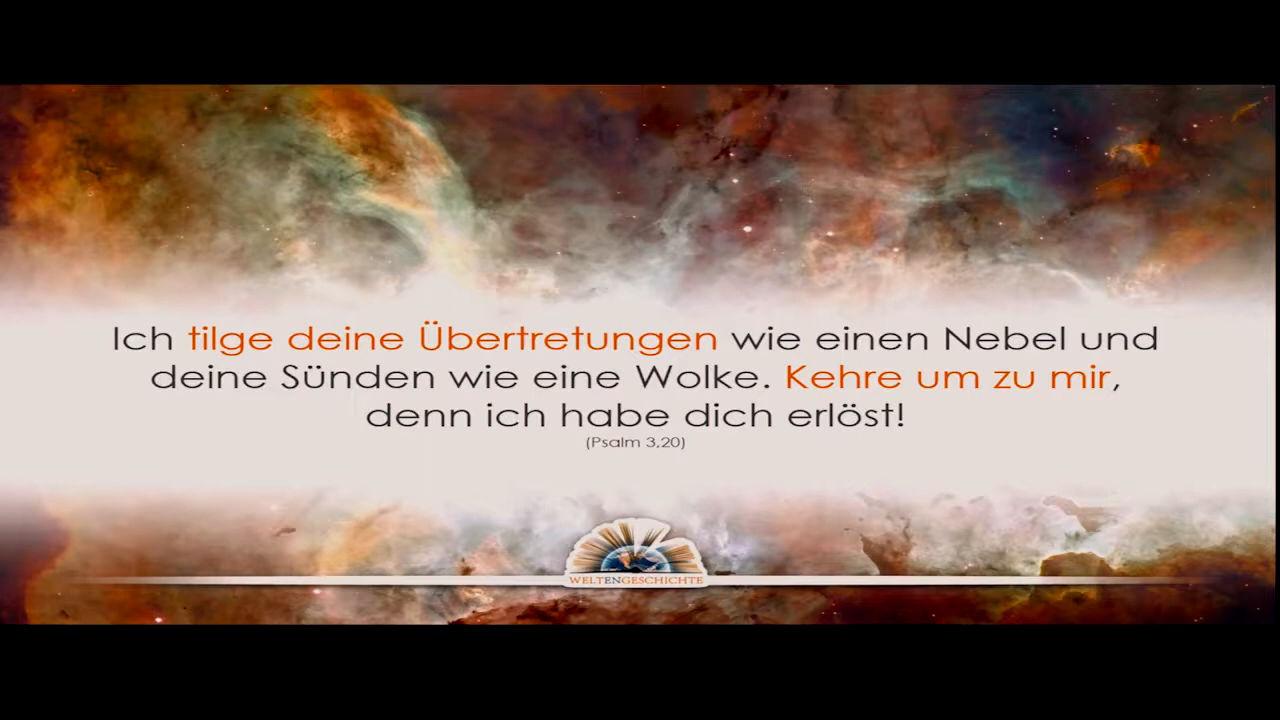 Ich tilge deine Übertretungen wie einen Nebel und
deine Sünden wie eine Wolke. Kehre um zu mir,
denn ich habe dich erlöst!
(Psalm 3,20)
WELTENGESCHICHTE